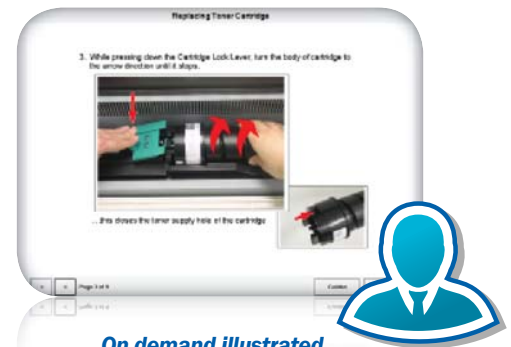 Replacing Toner Cartridge
3. While pressing down the Cartridge Lock Lever, turn the body of cartridge to
the arrow direction until it stops.
...this closes the toner supply hole of the cartridge
Page 3 of 9
On demand illustrated